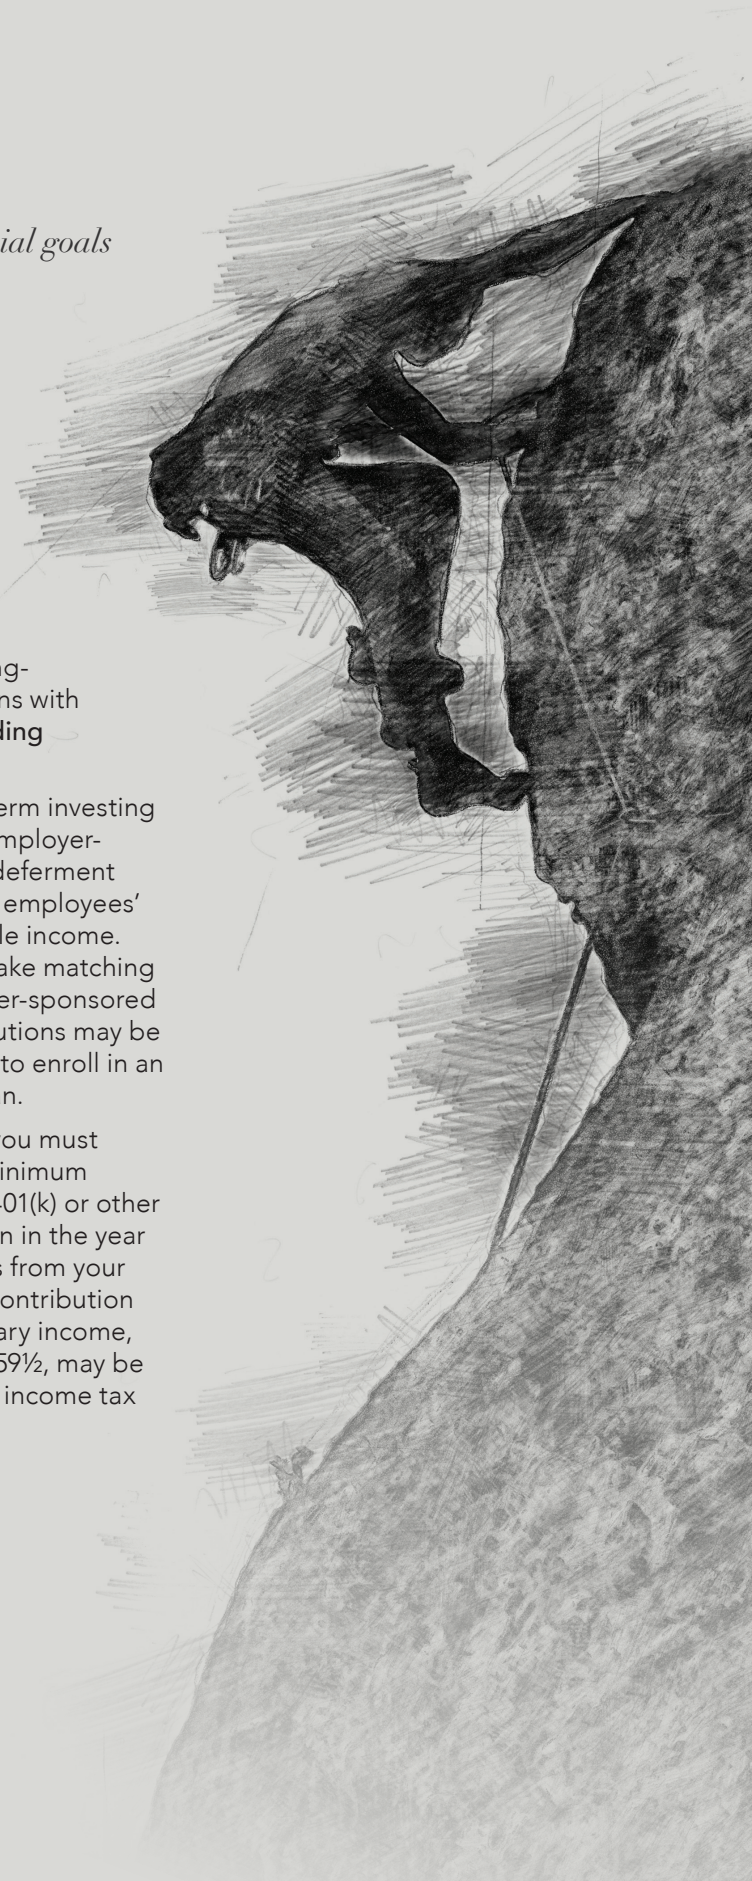 ial goals
ng-
ns with
ding
erm investing
mployer-
deferment
employees’
le income.
ake matching
er-sponsored
utions may be
to enroll in an
n.
you must
inimum
401(k) or other
n in the year
s from your
ontribution
ary income,
59½, may be
income tax